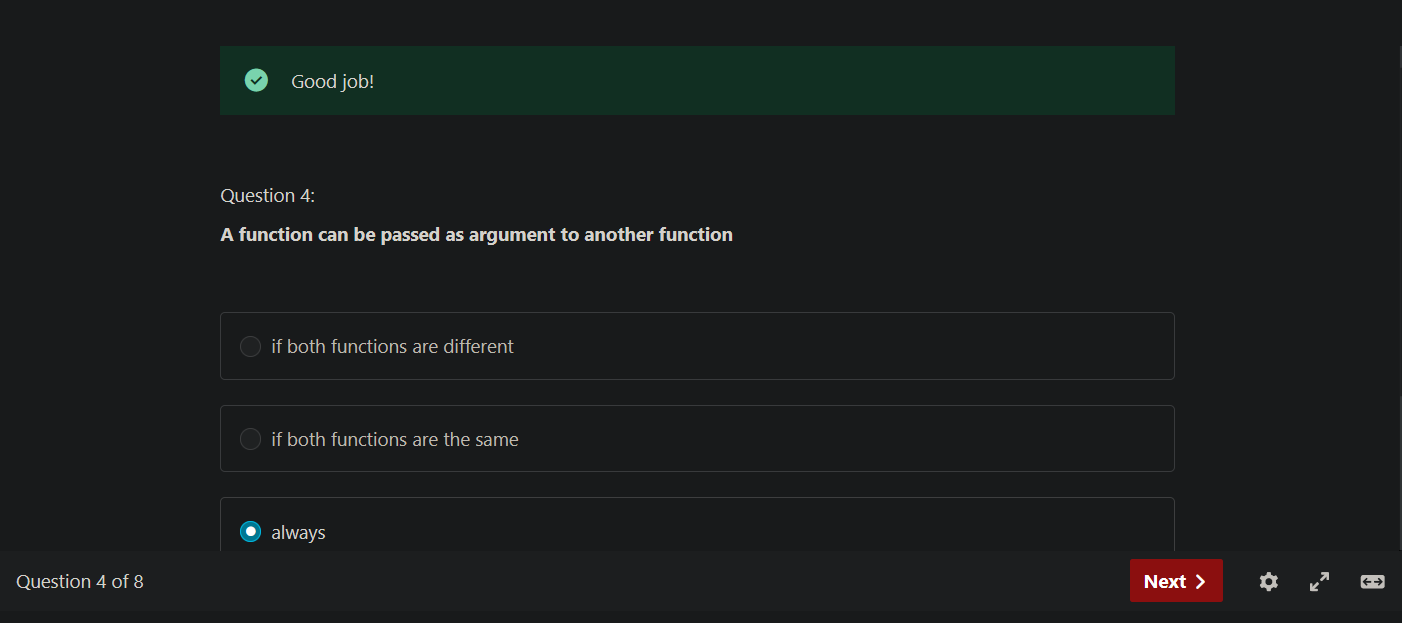 Good job!
Question 4:
A function can be passed as argument to another function
if both functions are different
if both functions are the same
always
Question 4 of 8
Next